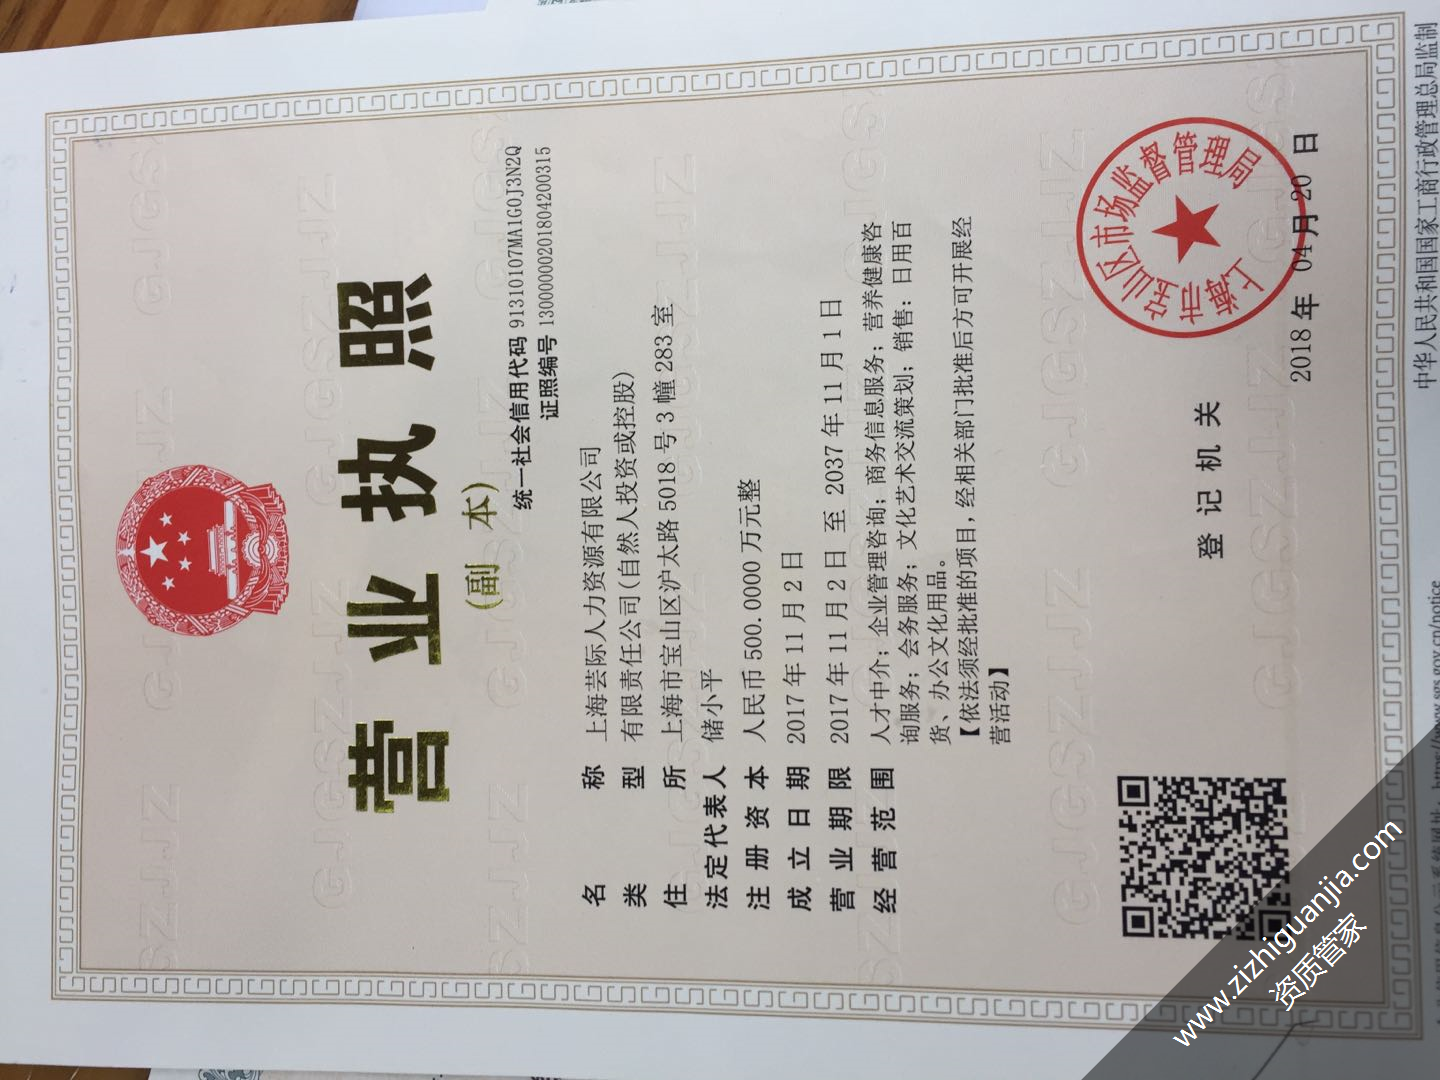 营业执照
(副本)
统一社会信用代码 91310107MA1G0J3N2Q
证照编号 13000000201804200315
名称 上海芸际人力资源有限公司
类型 有限责任公司(自然人投资或控股)
住所 上海市宝山区沪太路5018号3幢283室
法定代表人 储小平
注册资本 人民币500.0000万元整
成立日期 2017年11月2日
营业期限 2017年11月2日至2037年11月1日
经营范围 人才中介;企业管理咨询;商务信息服务;营养健康咨
询服务;会务服务;文化艺术交流策划;销售:日用百
货、办公文化用品。
【依法须经批准的项目,经相关部门批准后方可开展经
营活动】
登记机关
上海市宝山区市场监督管理局
2018年04月20日
中华人民共和国国家工商行政管理总局监制
www.zizhiguanjia.com
资质管家